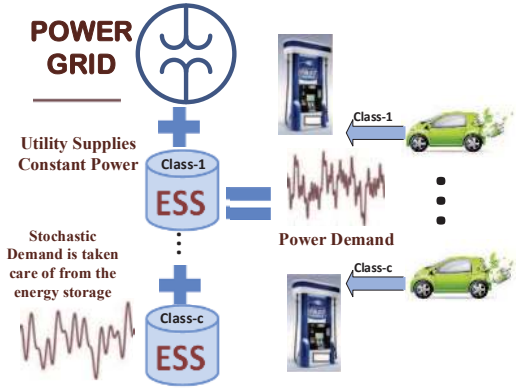 POWER
GRID
Utility Supplies
Constant Power
Class-1
ESS
Stochastic
Demand is taken
care of from the
energy storage
Class-c
ESS
Class-1
Power Demand
Class-c